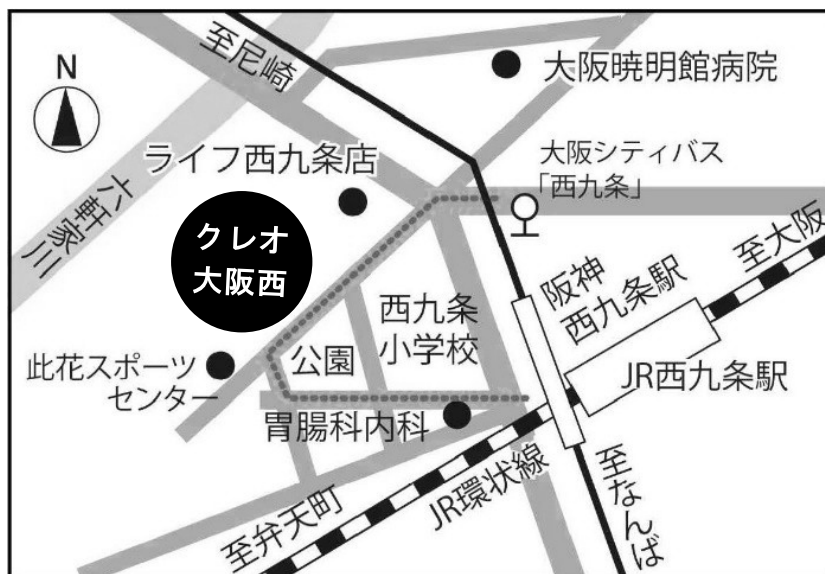 至尼崎
N
大阪暁明館病院
大阪シティバス
「西九条」
ライフ西九条店
六軒家川
クレオ
大阪西
阪神
西九条駅
至大阪
西九条
小学校
公園
此花スポーツ
センター
JR西九条駅
胃腸科内科
JR環状線
至弁天町
至なんば